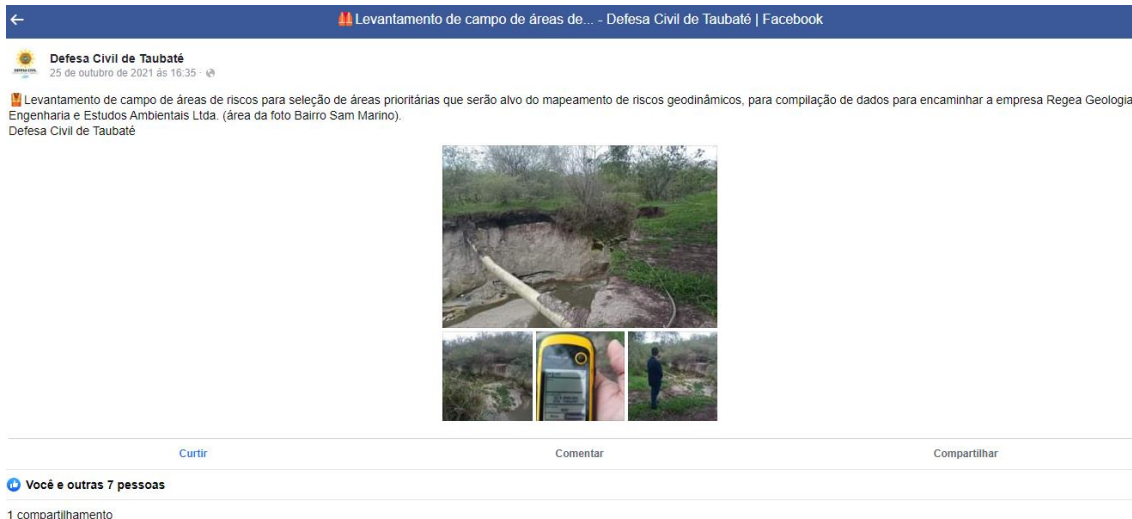 Levantamento de campo de áreas de... - Defesa Civil de Taubaté | Facebook
Defesa Civil de Taubaté
25 de outubro de 2021 às 16:35 ·
Levantamento de campo de áreas de riscos para seleção de áreas prioritárias que serão alvo do mapeamento de riscos geodinâmicos, para compilação de dados para encaminhar a empresa Regea Geologia
Engenharia e Estudos Ambientais Ltda. (área da foto Bairro Sam Marino).
Defesa Civil de Taubaté
Curtir
Comentar
Compartilhar
Você e outras 7 pessoas
1 compartilhamento